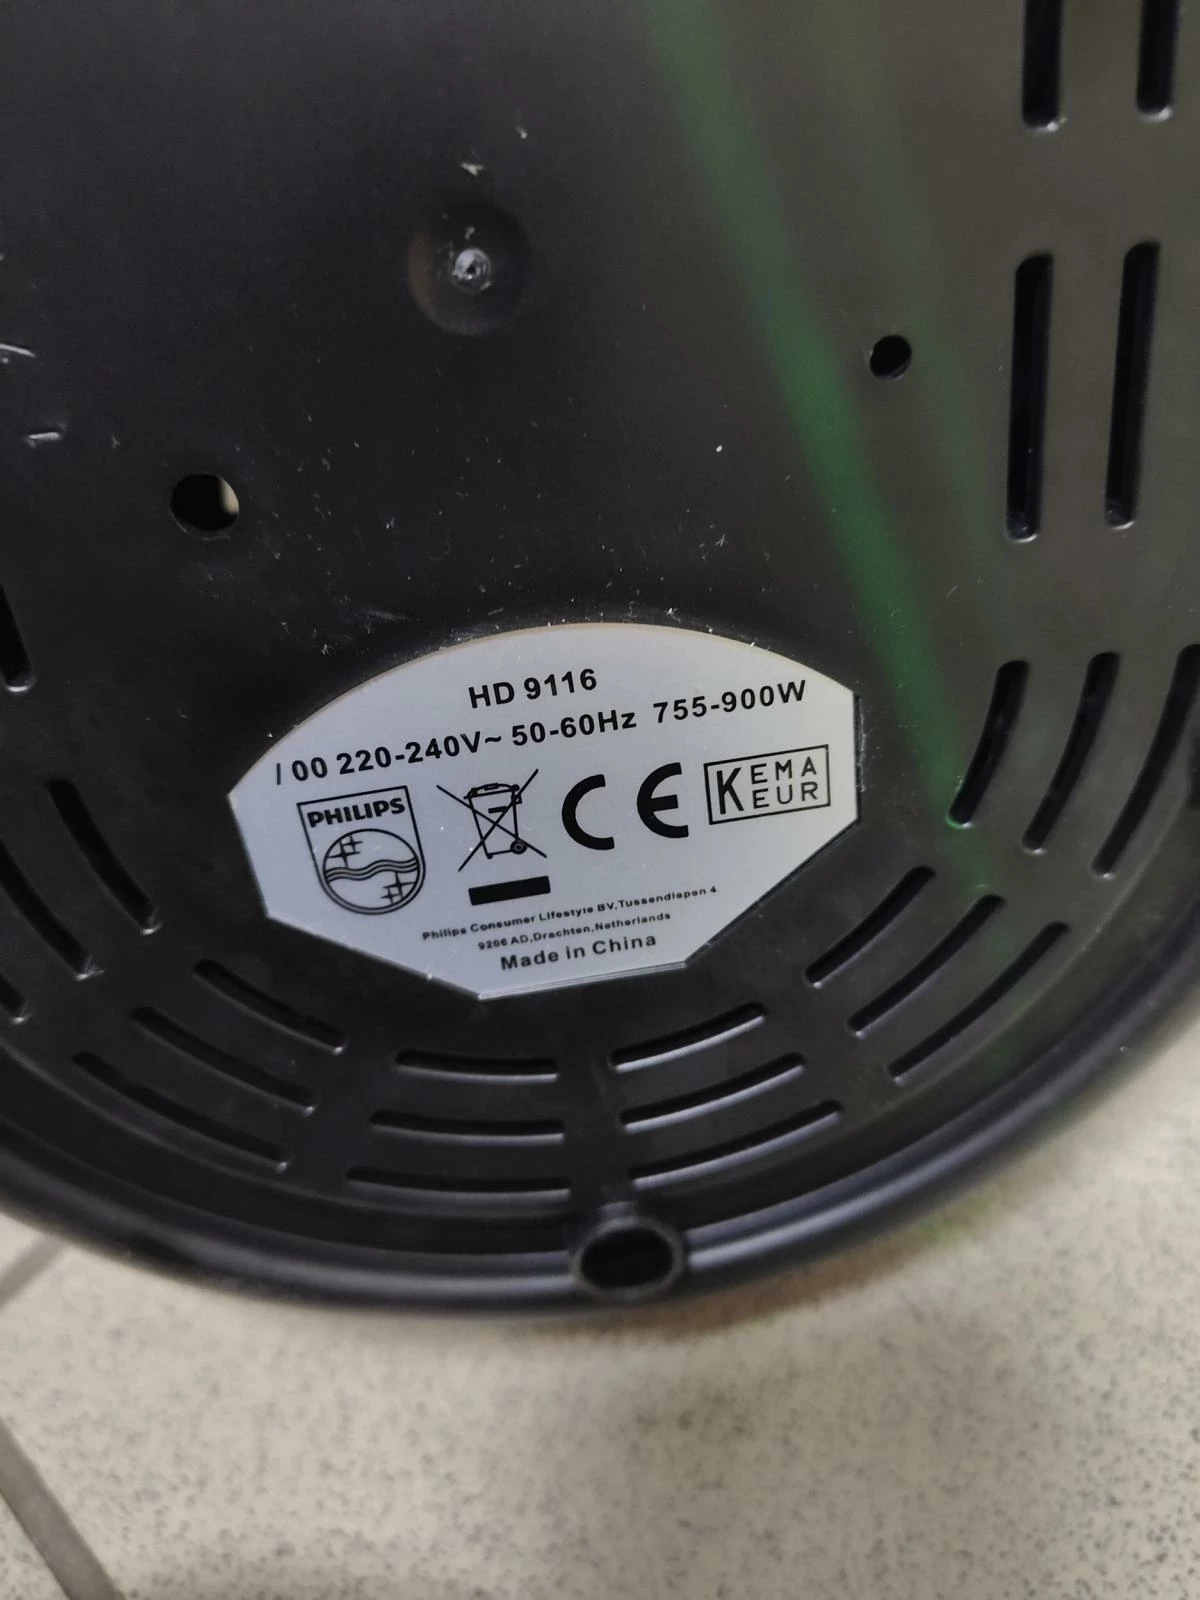 HD 9116
/ 00 220-240V~ 50-60Hz 755-900W
PHILIPS
CE
KEMA
EUR
Philips Consumer Lifestyle BV,Tussendiepen 4
9206 AD,Drachten,Netherlands
Made in China